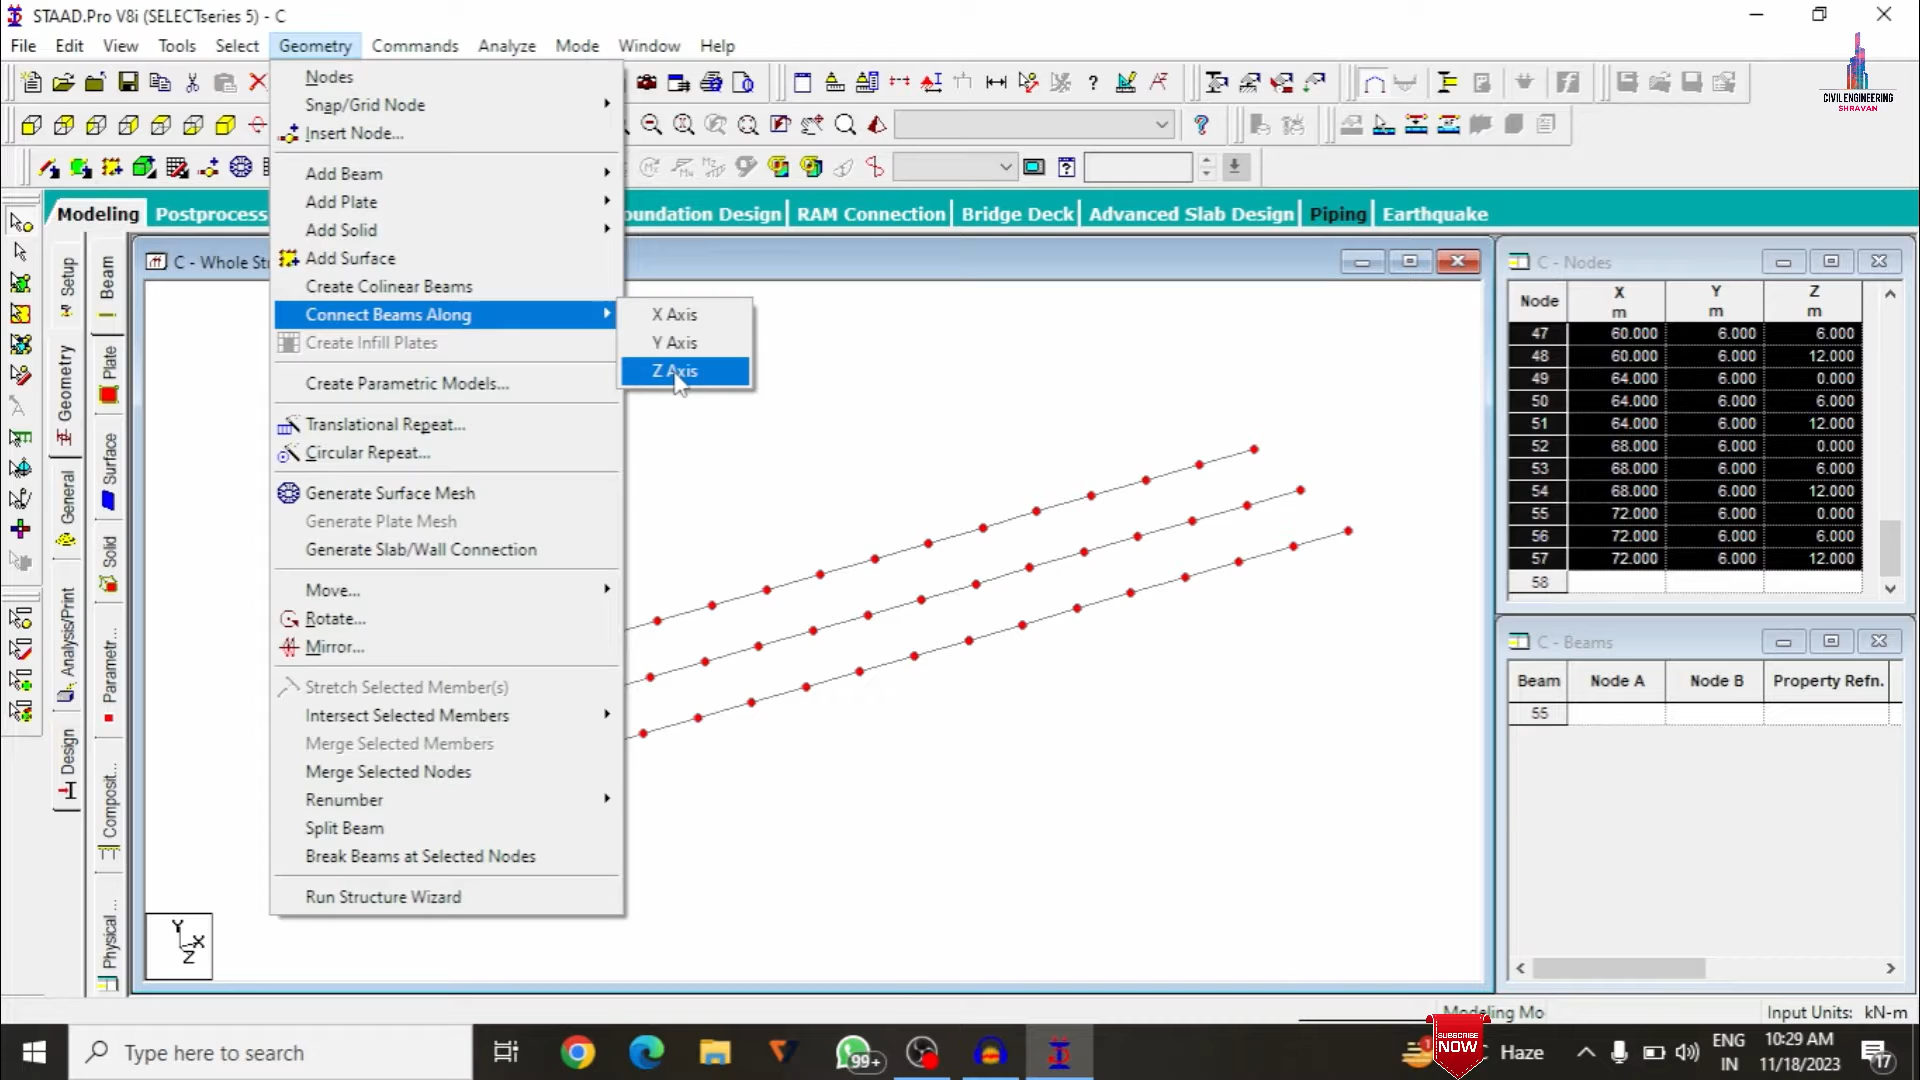 STAAD.Pro V8i (SELECTseries 5) - C
File Edit View Tools Select Geometry Commands Analyze Mode Window Help
CIVIL ENGINEERING
SHRAVAN
Nodes
Snap/Grid Node
Insert Node...
Add Beam
Add Plate
Add Solid
Add Surface
Create Colinear Beams
Connect Beams Along
Create Infill Plates
Create Parametric Models...
Translational Repeat...
Circular Repeat...
Generate Surface Mesh
Generate Plate Mesh
Generate Slab/Wall Connection
Move...
Rotate...
Mirror...
Stretch Selected Member(s)
Intersect Selected Members
Merge Selected Members
Merge Selected Nodes
Renumber
Split Beam
Break Beams at Selected Nodes
Run Structure Wizard
X Axis
Y Axis
Z Axis
Modeling Postprocess oundation Design RAM Connection Bridge Deck Advanced Slab Design Piping Earthquake
Setup
Geometry
General
Analysis/Print
Design
Beam
Plate
Surface
Solid
Parametr...
Composit...
Physical ...
C - Whole St
Y
X
Z
C - Nodes
Node X m Y m Z m
47 60.000 6.000 6.000
48 60.000 6.000 12.000
49 64.000 6.000 0.000
50 64.000 6.000 6.000
51 64.000 6.000 12.000
52 68.000 6.000 0.000
53 68.000 6.000 6.000
54 68.000 6.000 12.000
55 72.000 6.000 0.000
56 72.000 6.000 6.000
57 72.000 6.000 12.000
58
C - Beams
Beam Node A Node B Property Refn.
55
Modeling Mo Input Units: kN-m
Type here to search
99+
SUBSCRIBE
NOW
C Haze
ENG
IN
10:29 AM
11/18/2023
17